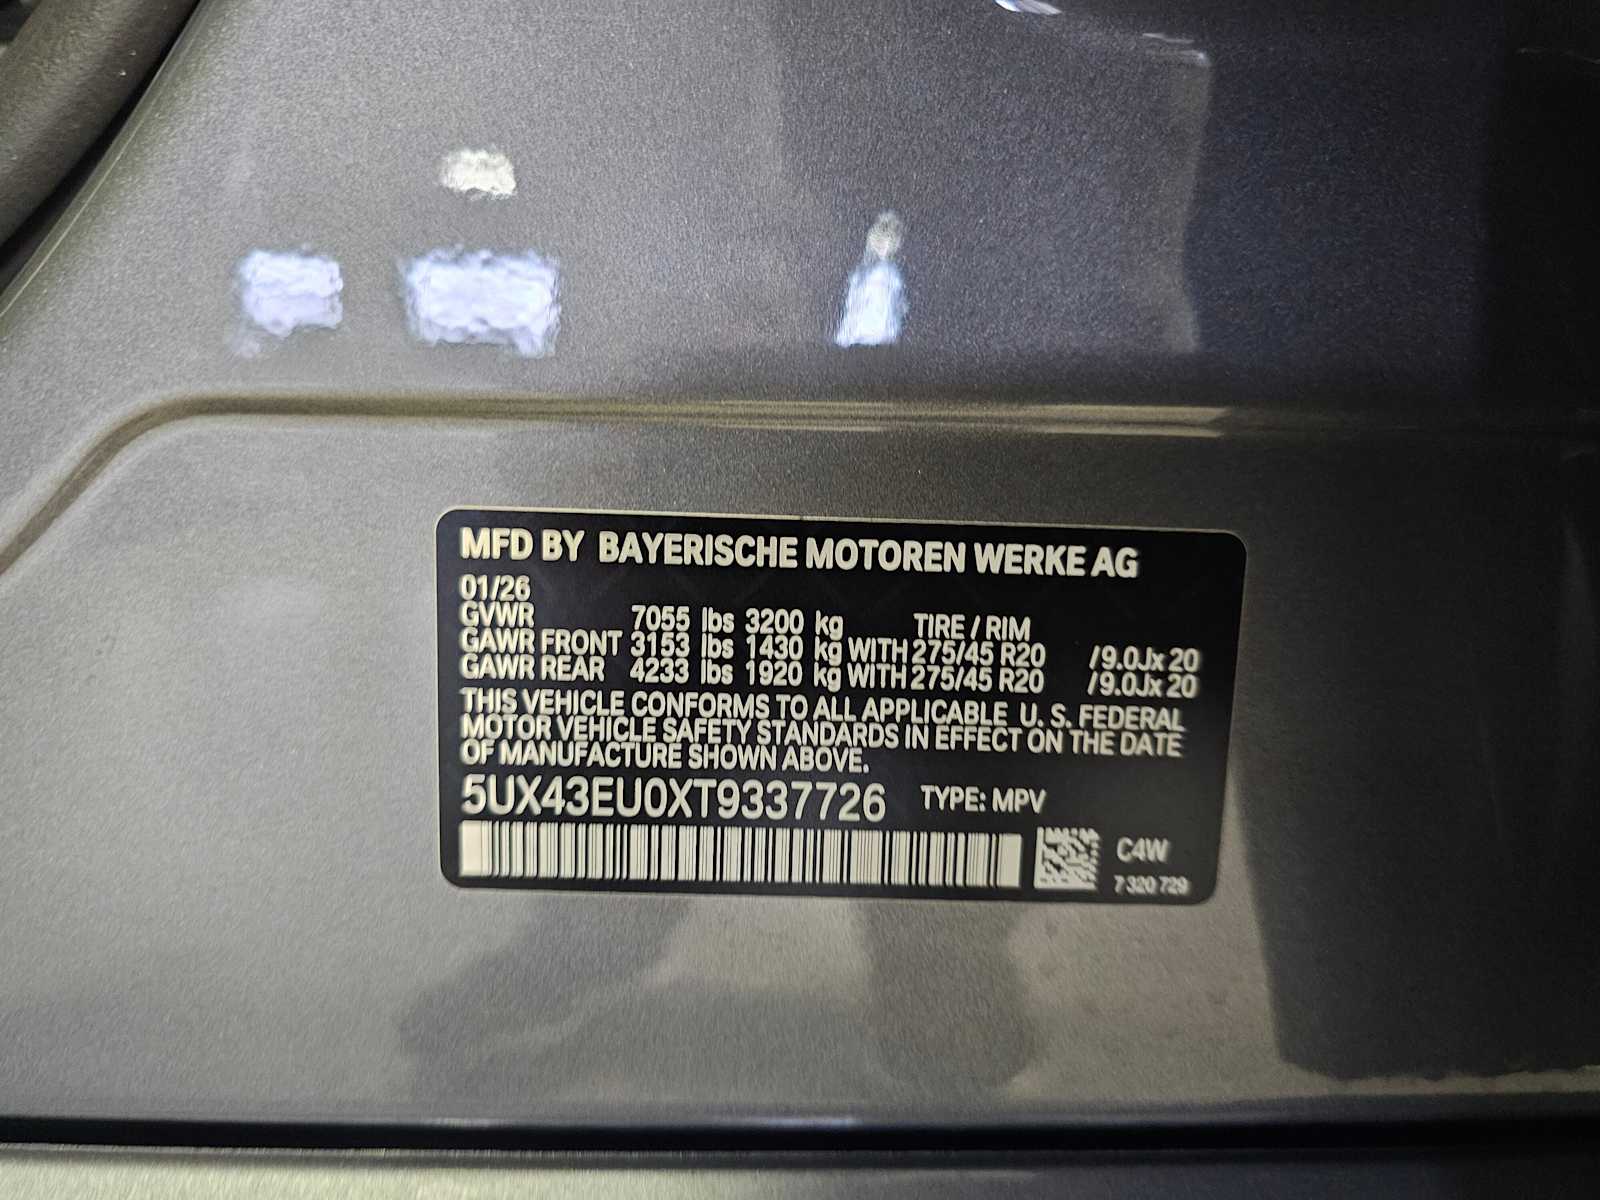 MFD BY BAYERISCHE MOTOREN WERKE AG
01/26
GVWR 7055 lbs 3200 kg TIRE / RIM
GAWR FRONT 3153 lbs 1430 kg WITH 275/45 R20 / 9.0Jx 20
GAWR REAR 4233 lbs 1920 kg WITH 275/45 R20 / 9.0Jx 20
THIS VEHICLE CONFORMS TO ALL APPLICABLE U. S. FEDERAL
MOTOR VEHICLE SAFETY STANDARDS IN EFFECT ON THE DATE
OF MANUFACTURE SHOWN ABOVE.
5UX43EU0XT9337726 TYPE: MPV
C4W
7 320 729